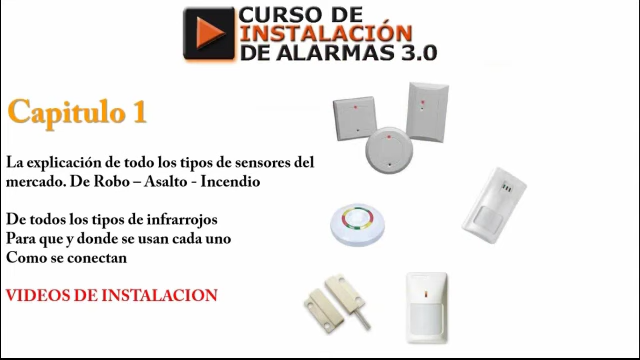 CURSO DE
INSTALACIÓN
DE ALARMAS 3.0
Capitulo 1
La explicación de todo los tipos de sensores del
mercado. De Robo – Asalto - Incendio
De todos los tipos de infrarrojos
Para que y donde se usan cada uno
Como se conectan
VIDEOS DE INSTALACION